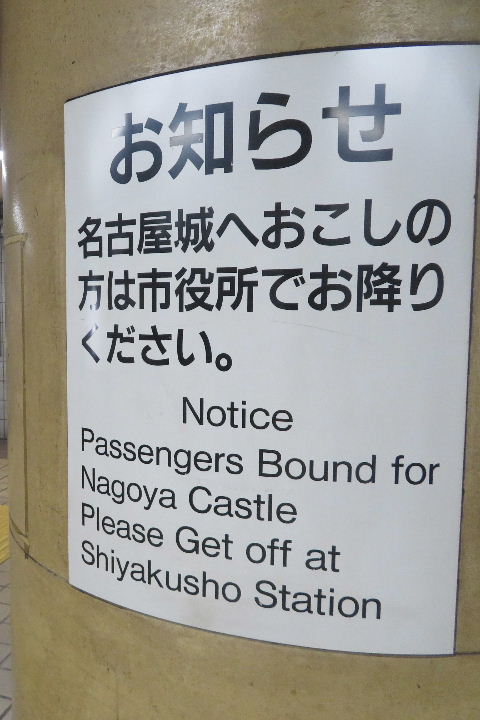 お知らせ
名古屋城へおこしの
方は市役所でお降り
ください。
Notice
Passengers Bound for
Nagoya Castle
Please Get off at
Shiyakusho Station